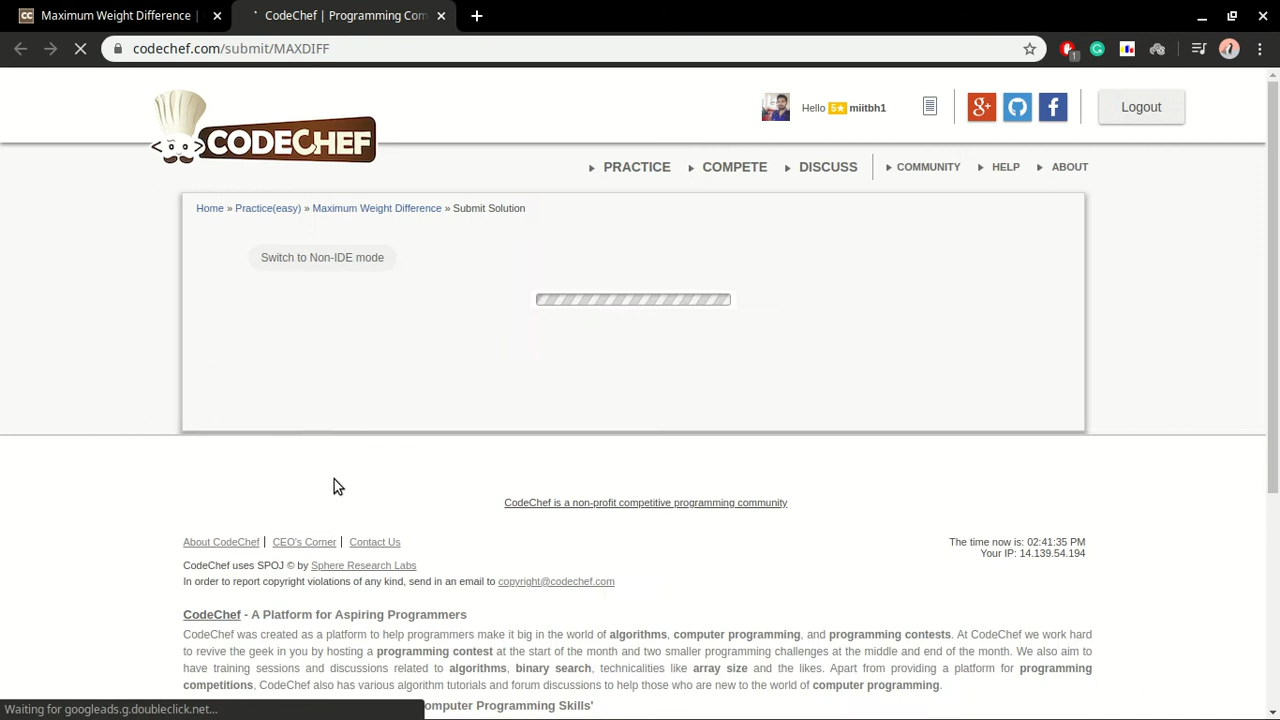 Maximum Weight Difference |
CodeChef | Programming Com
codechef.com/submit/MAXDIFF
1
Hello 5★ miitbh1
Logout
CODECHEF
PRACTICE COMPETE DISCUSS COMMUNITY HELP ABOUT
Home » Practice(easy) » Maximum Weight Difference » Submit Solution
Switch to Non-IDE mode
CodeChef is a non-profit competitive programming community
About CodeChef | CEO's Corner | Contact Us
The time now is: 02:41:35 PM
Your IP: 14.139.54.194
CodeChef uses SPOJ © by Sphere Research Labs
In order to report copyright violations of any kind, send in an email to copyright@codechef.com
CodeChef - A Platform for Aspiring Programmers
CodeChef was created as a platform to help programmers make it big in the world of algorithms, computer programming, and programming contests. At CodeChef we work hard
to revive the geek in you by hosting a programming contest at the start of the month and two smaller programming challenges at the middle and end of the month. We also aim to
have training sessions and discussions related to algorithms, binary search, technicalities like array size and the likes. Apart from providing a platform for programming
competitions, CodeChef also has various algorithm tutorials and forum discussions to help those who are new to the world of computer programming.
omputer Programming Skills'
Waiting for googleads.g.doubleclick.net...